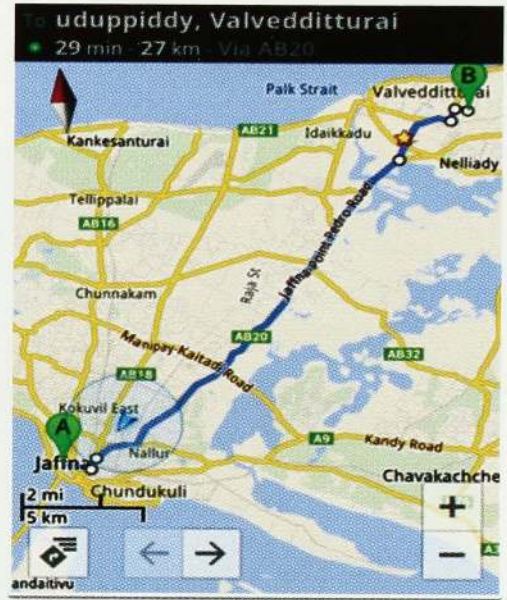 To uduppiddy, Valvedditturai
29 min · 27 km · Via AB20
Palk Strait
Valvedditturai
B
AB21
Idaikkadu
Kankesanturai
Nelliady
Tellippalai
AB16
Jaffna-point Pedro Road
Raja St
Chunnakam
AB20
Manipay-Kaitadi Road
AB32
AB18
Kokuvil East
A
A9
Kandy Road
Nallur
Jaffna
Chavakachche
2 mi
Chundukuli
5 km
+
−
andaitivu